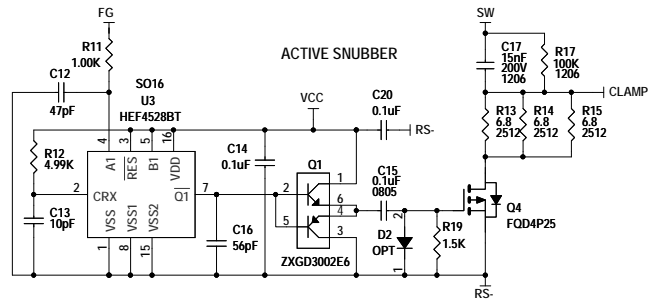 FG
SW
R11
1.00K
ACTIVE SNUBBER
C17
15nF
200V
1206
R17
100K
1206
C12
47pF
SO16
U3
HEF4528BT
VCC
C20
0.1uF
RS-
CLAMP
R13
6.8
2512
R14
6.8
2512
R15
6.8
2512
4
3
5
16
A1
RES
B1
VDD
R12
4.99K
C14
0.1uF
Q1
1
2
CRX
Q1
7
2
6
4
5
3
C15
0.1uF
0805
C13
10pF
VSS
VSS1
VSS2
1
8
15
C16
56pF
ZXGD3002E6
2
D2
OPT
1
R19
1.5K
Q4
FQD4P25
RS-